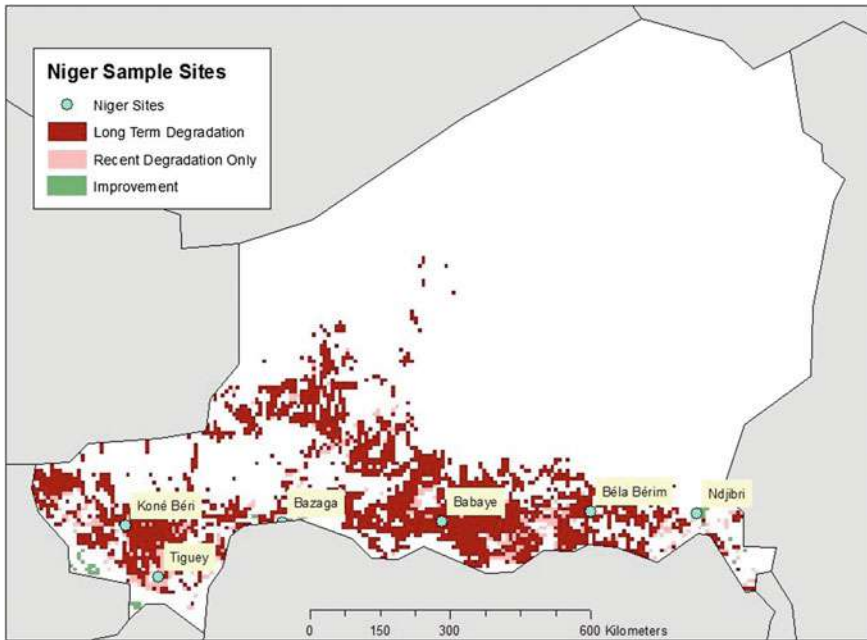 Niger Sample Sites
Niger Sites
Long Term Degradation
Recent Degradation Only
Improvement
Koné Béri
Bazaga
Babaye
Béla Bérim
Ndjibri
Tiguey
0 150 300 600 Kilometers